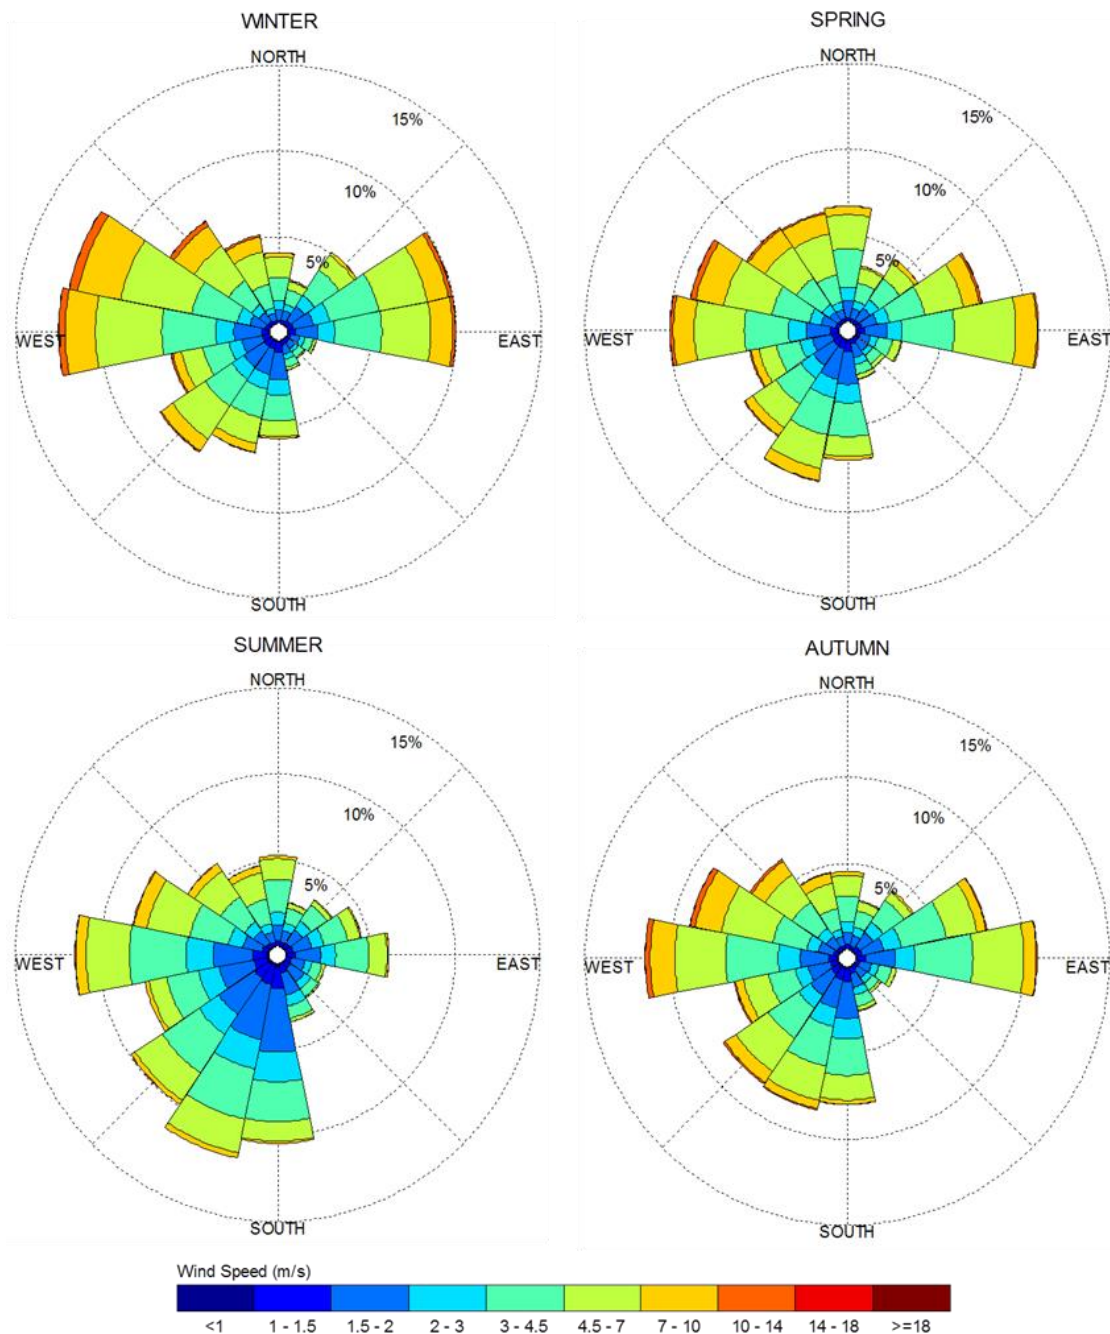 WINTER
NORTH
15%
10%
5%
WEST
EAST
SOUTH
SPRING
NORTH
15%
10%
5%
WEST
EAST
SOUTH
SUMMER
NORTH
15%
10%
5%
WEST
EAST
SOUTH
AUTUMN
NORTH
15%
10%
5%
WEST
EAST
SOUTH
Wind Speed (m/s)
<1 1 - 1.5 1.5 - 2 2 - 3 3 - 4.5 4.5 - 7 7 - 10 10 - 14 14 - 18 >=18